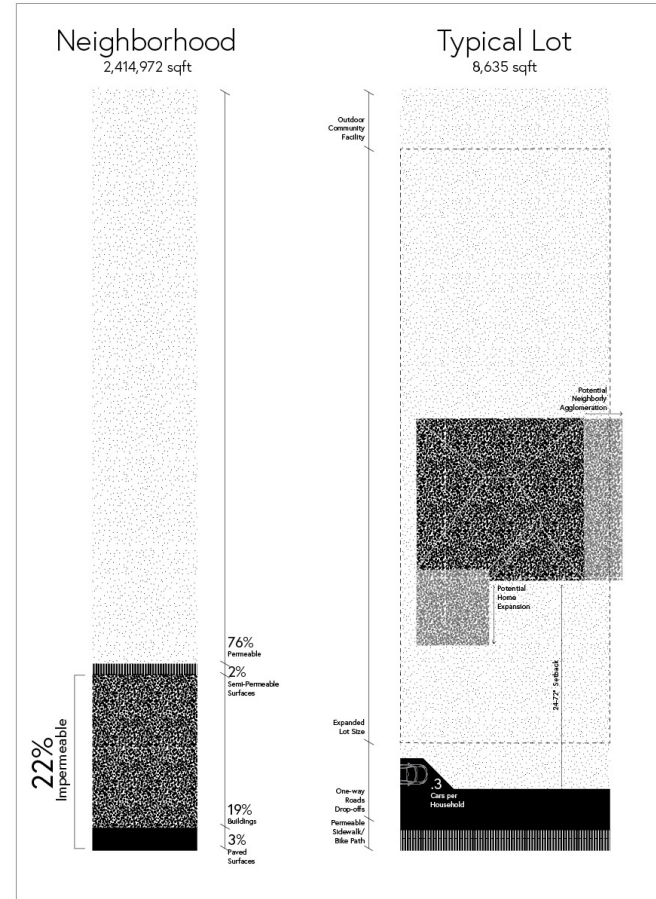 Neighborhood
2,414,972 sqft
76%
Permeable
2%
Semi-Permeable
Surfaces
22%
Impermeable
19%
Buildings
3%
Paved
Surfaces
Typical Lot
8,635 sqft
Outdoor
Community
Facility
Potential
Neighborly
Agglomeration
Potential
Home
Expansion
24-72" Setback
Expanded
Lot Size
.3
Cars per
Household
One-way
Roads
Drop-offs
Permeable
Sidewalk/
Bike Path